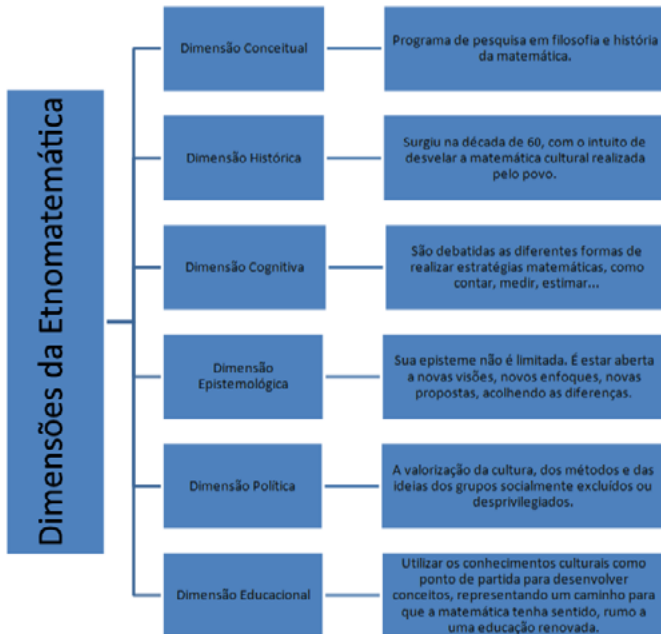 Dimensões da Etnomatemática
Dimensão Conceitual
Programa de pesquisa em filosofia e história
da matemática.
Dimensão Histórica
Surgiu na década de 60, com o intuito de
desvelar a matemática cultural realizada
pelo povo.
Dimensão Cognitiva
São debatidas as diferentes formas de
realizar estratégias matemáticas, como
contar, medir, estimar...
Dimensão
Epistemológica
Sua episteme não é limitada. É estar aberta
a novas visões, novos enfoques, novas
propostas, acolhendo as diferenças.
Dimensão Política
A valorização da cultura, dos métodos e das
ideias dos grupos socialmente excluídos ou
desprivilegiados.
Dimensão Educacional
Utilizar os conhecimentos culturais como
ponto de partida para desenvolver
conceitos, representando um caminho para
que a matemática tenha sentido, rumo a
uma educação renovada.